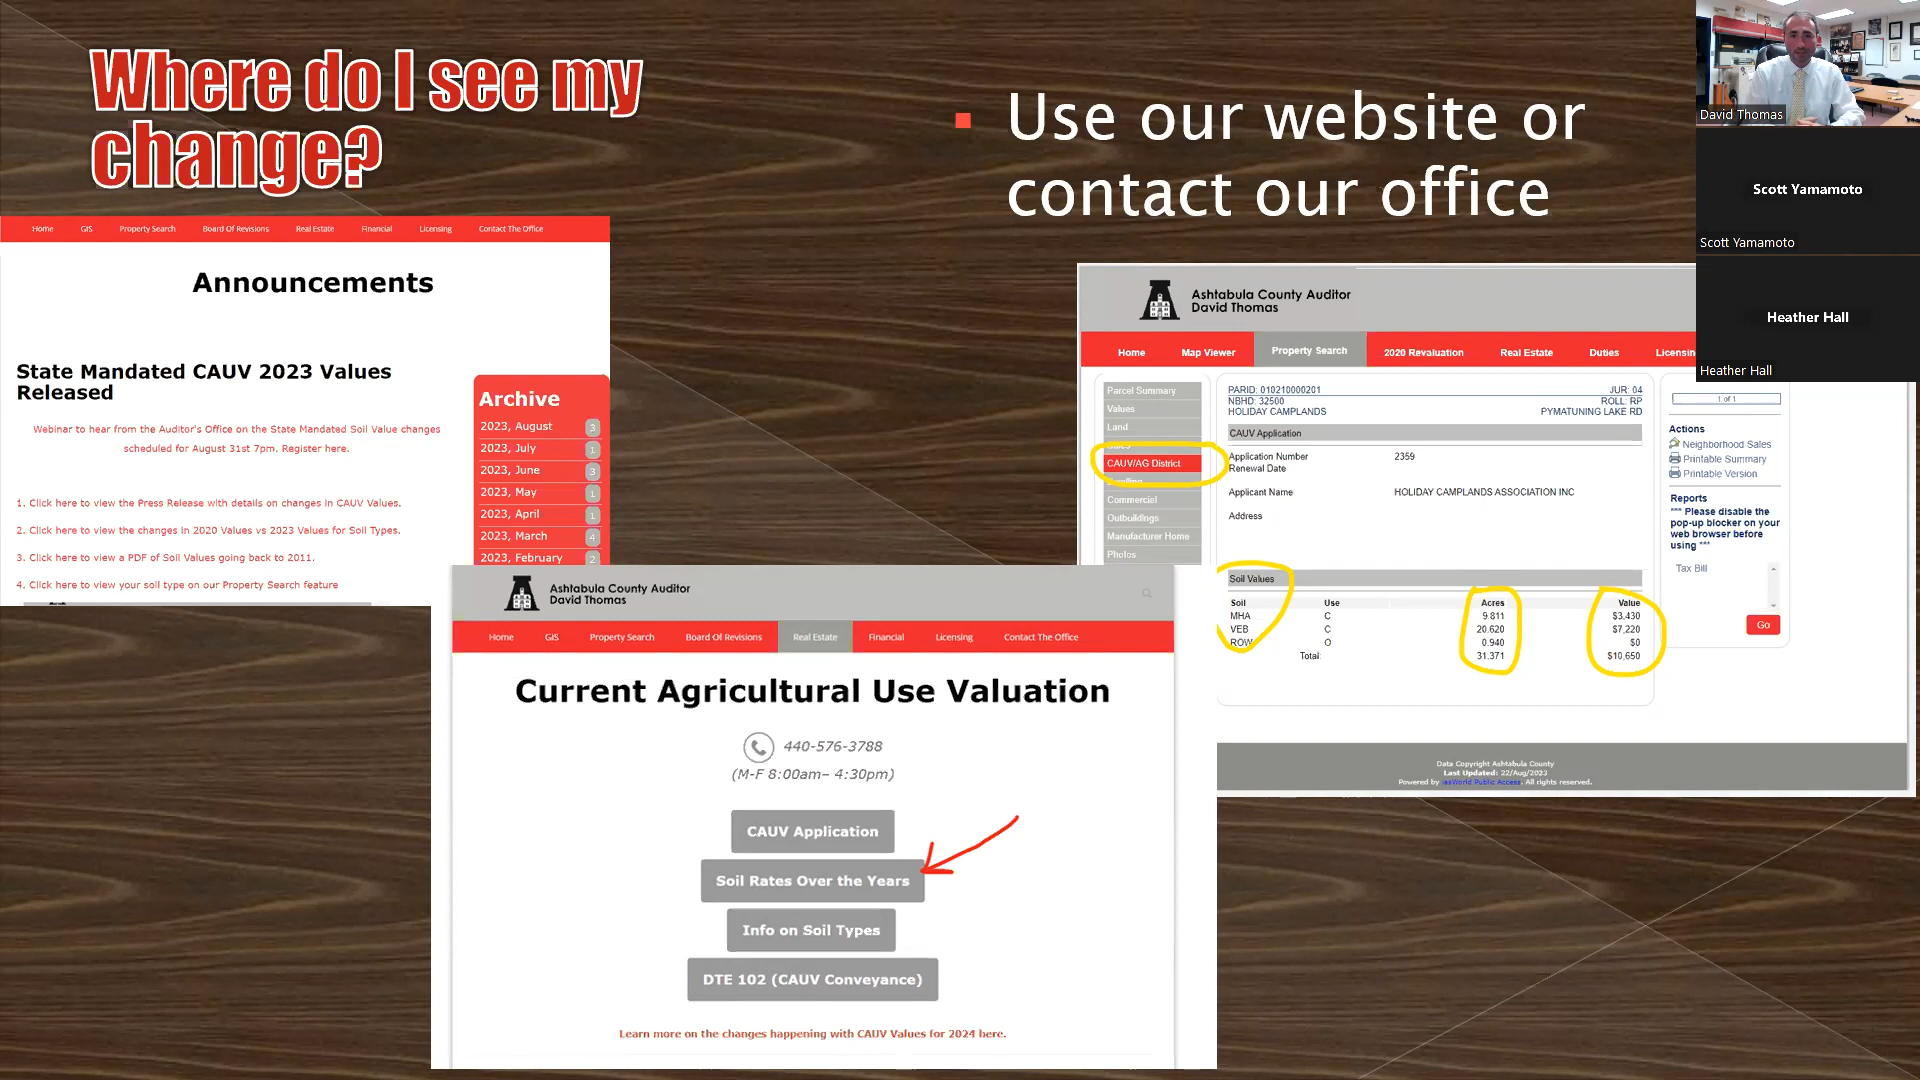 Where do I see my
change?
Use our website or
contact our office
David Thomas
Scott Yamamoto
Scott Yamamoto
Heather Hall
Heather Hall
Home GIS Property Search Board Of Revisions Real Estate Financial Licensing Contact The Office
Announcements
State Mandated CAUV 2023 Values
Released
Webinar to hear from the Auditor's Office on the State Mandated Soil Value changes
scheduled for August 31st 7pm. Register here.
1. Click here to view the Press Release with details on changes in CAUV Values.
2. Click here to view the changes in 2020 Values vs 2023 Values for Soil Types.
3. Click here to view a PDF of Soil Values going back to 2011.
4. Click here to view your soil type on our Property Search feature
Archive
2023, August 3
2023, July 1
2023, June 3
2023, May 1
2023, April 1
2023, March 4
2023, February 2
Ashtabula County Auditor
David Thomas
Home Map Viewer Property Search 2020 Revaluation Real Estate Duties Licensin
Parcel Summary
Values
Land
CAUV/AG District
Commercial
Outbuildings
Manufacturer Home
Photos
PARID: 010210000201 JUR: 04
NBHD: 32500 ROLL: RP
HOLIDAY CAMPLANDS PYMATUNING LAKE RD
CAUV Application
Application Number 2359
Renewal Date
Applicant Name HOLIDAY CAMPLANDS ASSOCIATION INC
Address
Soil Values
Soil Use Acres Value
MHA C 9.811 $3,430
VEB C 20.620 $7,220
ROW O 0.940 $0
Total: 31.371 $10,650
1 of 1
Actions
Neighborhood Sales
Printable Summary
Printable Version
Reports
*** Please disable the
pop-up blocker on your
web browser before
using ***
Tax Bill
Go
Data Copyright Ashtabula County
Last Updated: 22/Aug/2023
Powered by iasWorld Public Access. All rights reserved.
Ashtabula County Auditor
David Thomas
Home GIS Property Search Board Of Revisions Real Estate Financial Licensing Contact The Office
Current Agricultural Use Valuation
440-576-3788
(M-F 8:00am– 4:30pm)
CAUV Application
Soil Rates Over the Years
Info on Soil Types
DTE 102 (CAUV Conveyance)
Learn more on the changes happening with CAUV Values for 2024 here.